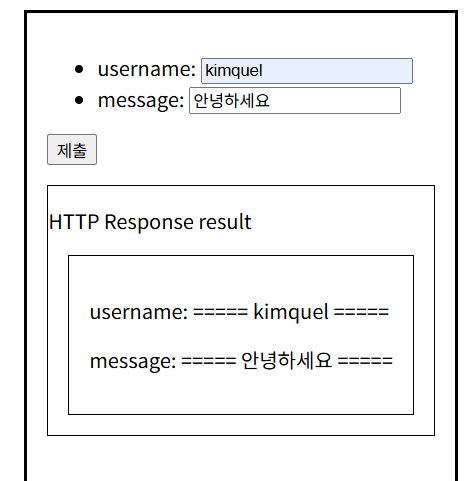 username: kimquel
message: 안녕하세요
제출
HTTP Response result
username: ===== kimquel =====
message: ===== 안녕하세요 =====